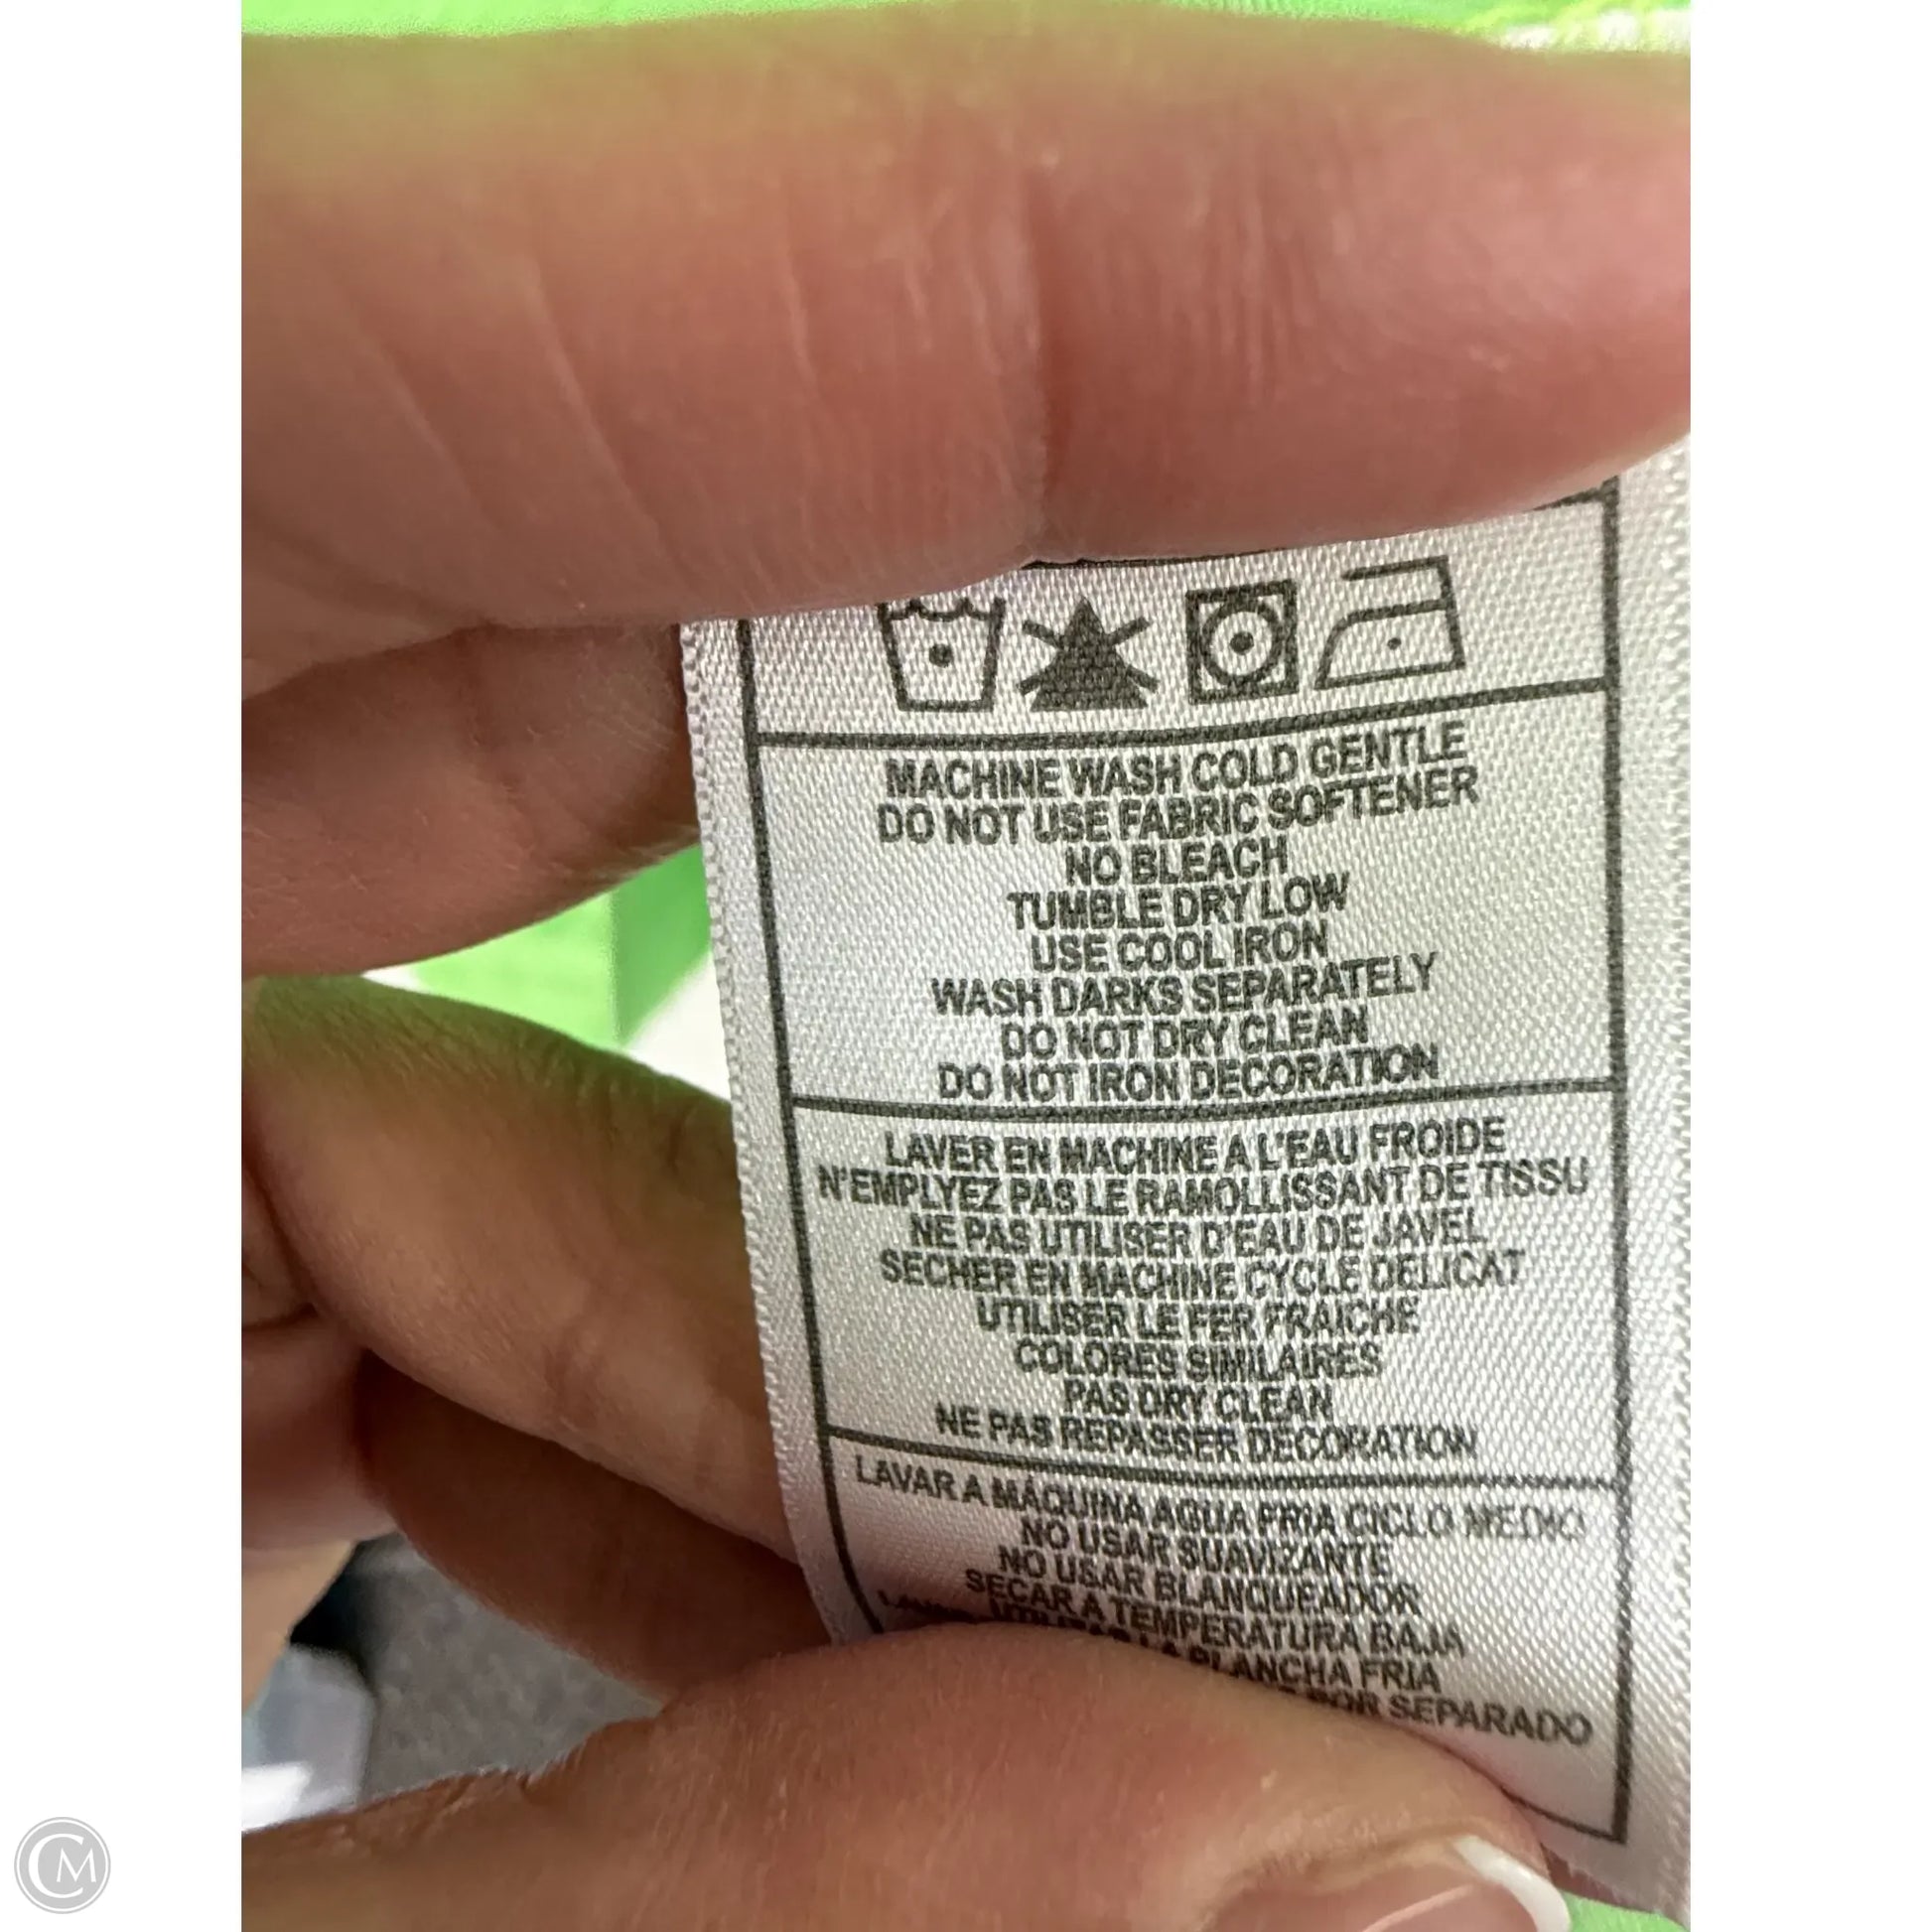 MACHINE WASH COLD GENTLE
DO NOT USE FABRIC SOFTENER
NO BLEACH
TUMBLE DRY LOW
USE COOL IRON
WASH DARKS SEPARATELY
DO NOT DRY CLEAN
DO NOT IRON DECORATION
LAVER EN MACHINE A L'EAU FROIDE
N'EMPLYEZ PAS LE RAMOLLISSANT DE TISSU
NE PAS UTILISER D'EAU DE JAVEL
SECHER EN MACHINE CYCLE DELICAT
UTILISER LE FER FRAICHE
COLORES SIMILAIRES
PAS DRY CLEAN
NE PAS REPASSER DECORATION
LAVAR A MÁQUINA AGUA FRIA CICLO MEDIO
NO USAR SUAVIZANTE
NO USAR BLANQUEADOR
SECAR A TEMPERATURA BAJA
LA PLANCHA FRIA
POR SEPARADO
CM